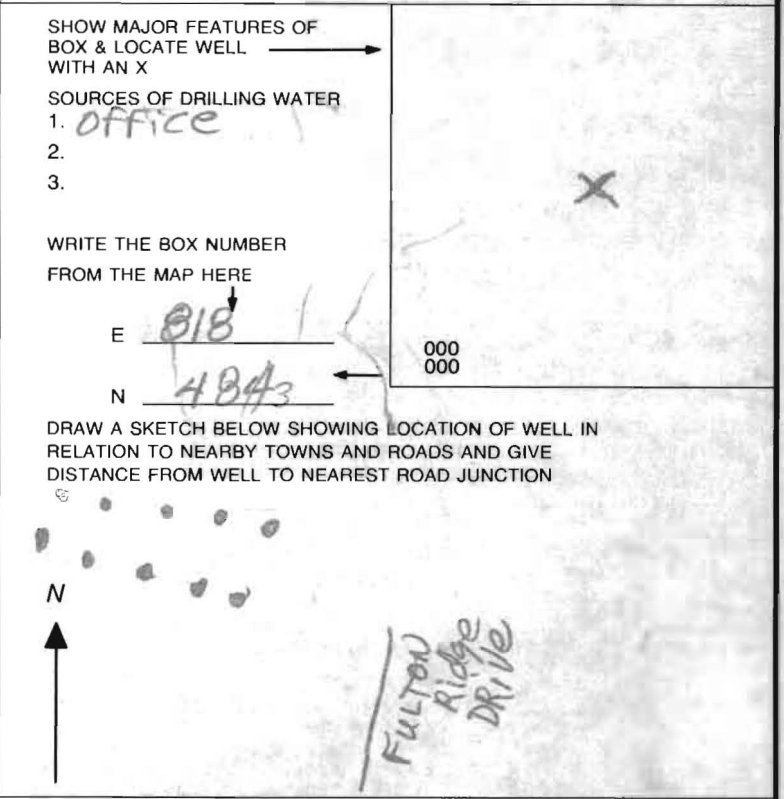 SHOW MAJOR FEATURES OF
BOX & LOCATE WELL
WITH AN X
SOURCES OF DRILLING WATER
1. Office
2.
3.
X
WRITE THE BOX NUMBER
FROM THE MAP HERE
E 818
N
000
000
DRAW A SKETCH BELOW SHOWING LOCATION OF WELL IN
RELATION TO NEARBY TOWNS AND ROADS AND GIVE
DISTANCE FROM WELL TO NEAREST ROAD JUNCTION
N
FULTON
Ridge
DRIVE